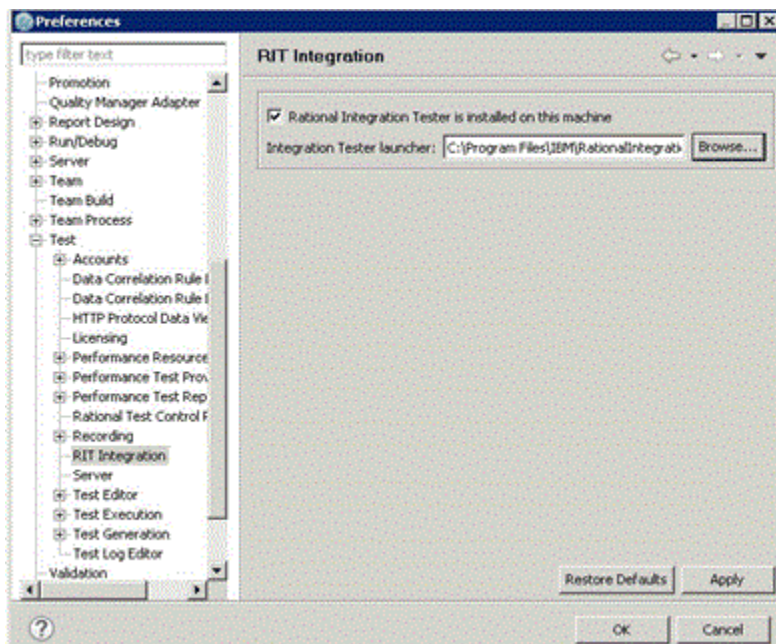 Preferences
type filter text
Promotion
Quality Manager Adapter
Report Design
Run/Debug
Server
Team
Team Build
Team Process
Test
Accounts
Data Correlation Rule
Data Correlation Rule
HTTP Protocol Data Vie
Licensing
Performance Resource
Performance Test Prov
Performance Test Rep
Rational Test Control P
Recording
RIT Integration
Server
Test Editor
Test Execution
Test Generation
Test Log Editor
Validation
RIT Integration
Rational Integration Tester is installed on this machine
Integration Tester launcher: C:\Program Files\IBM\RationalIntegrati Browse...
Restore Defaults Apply
? OK Cancel